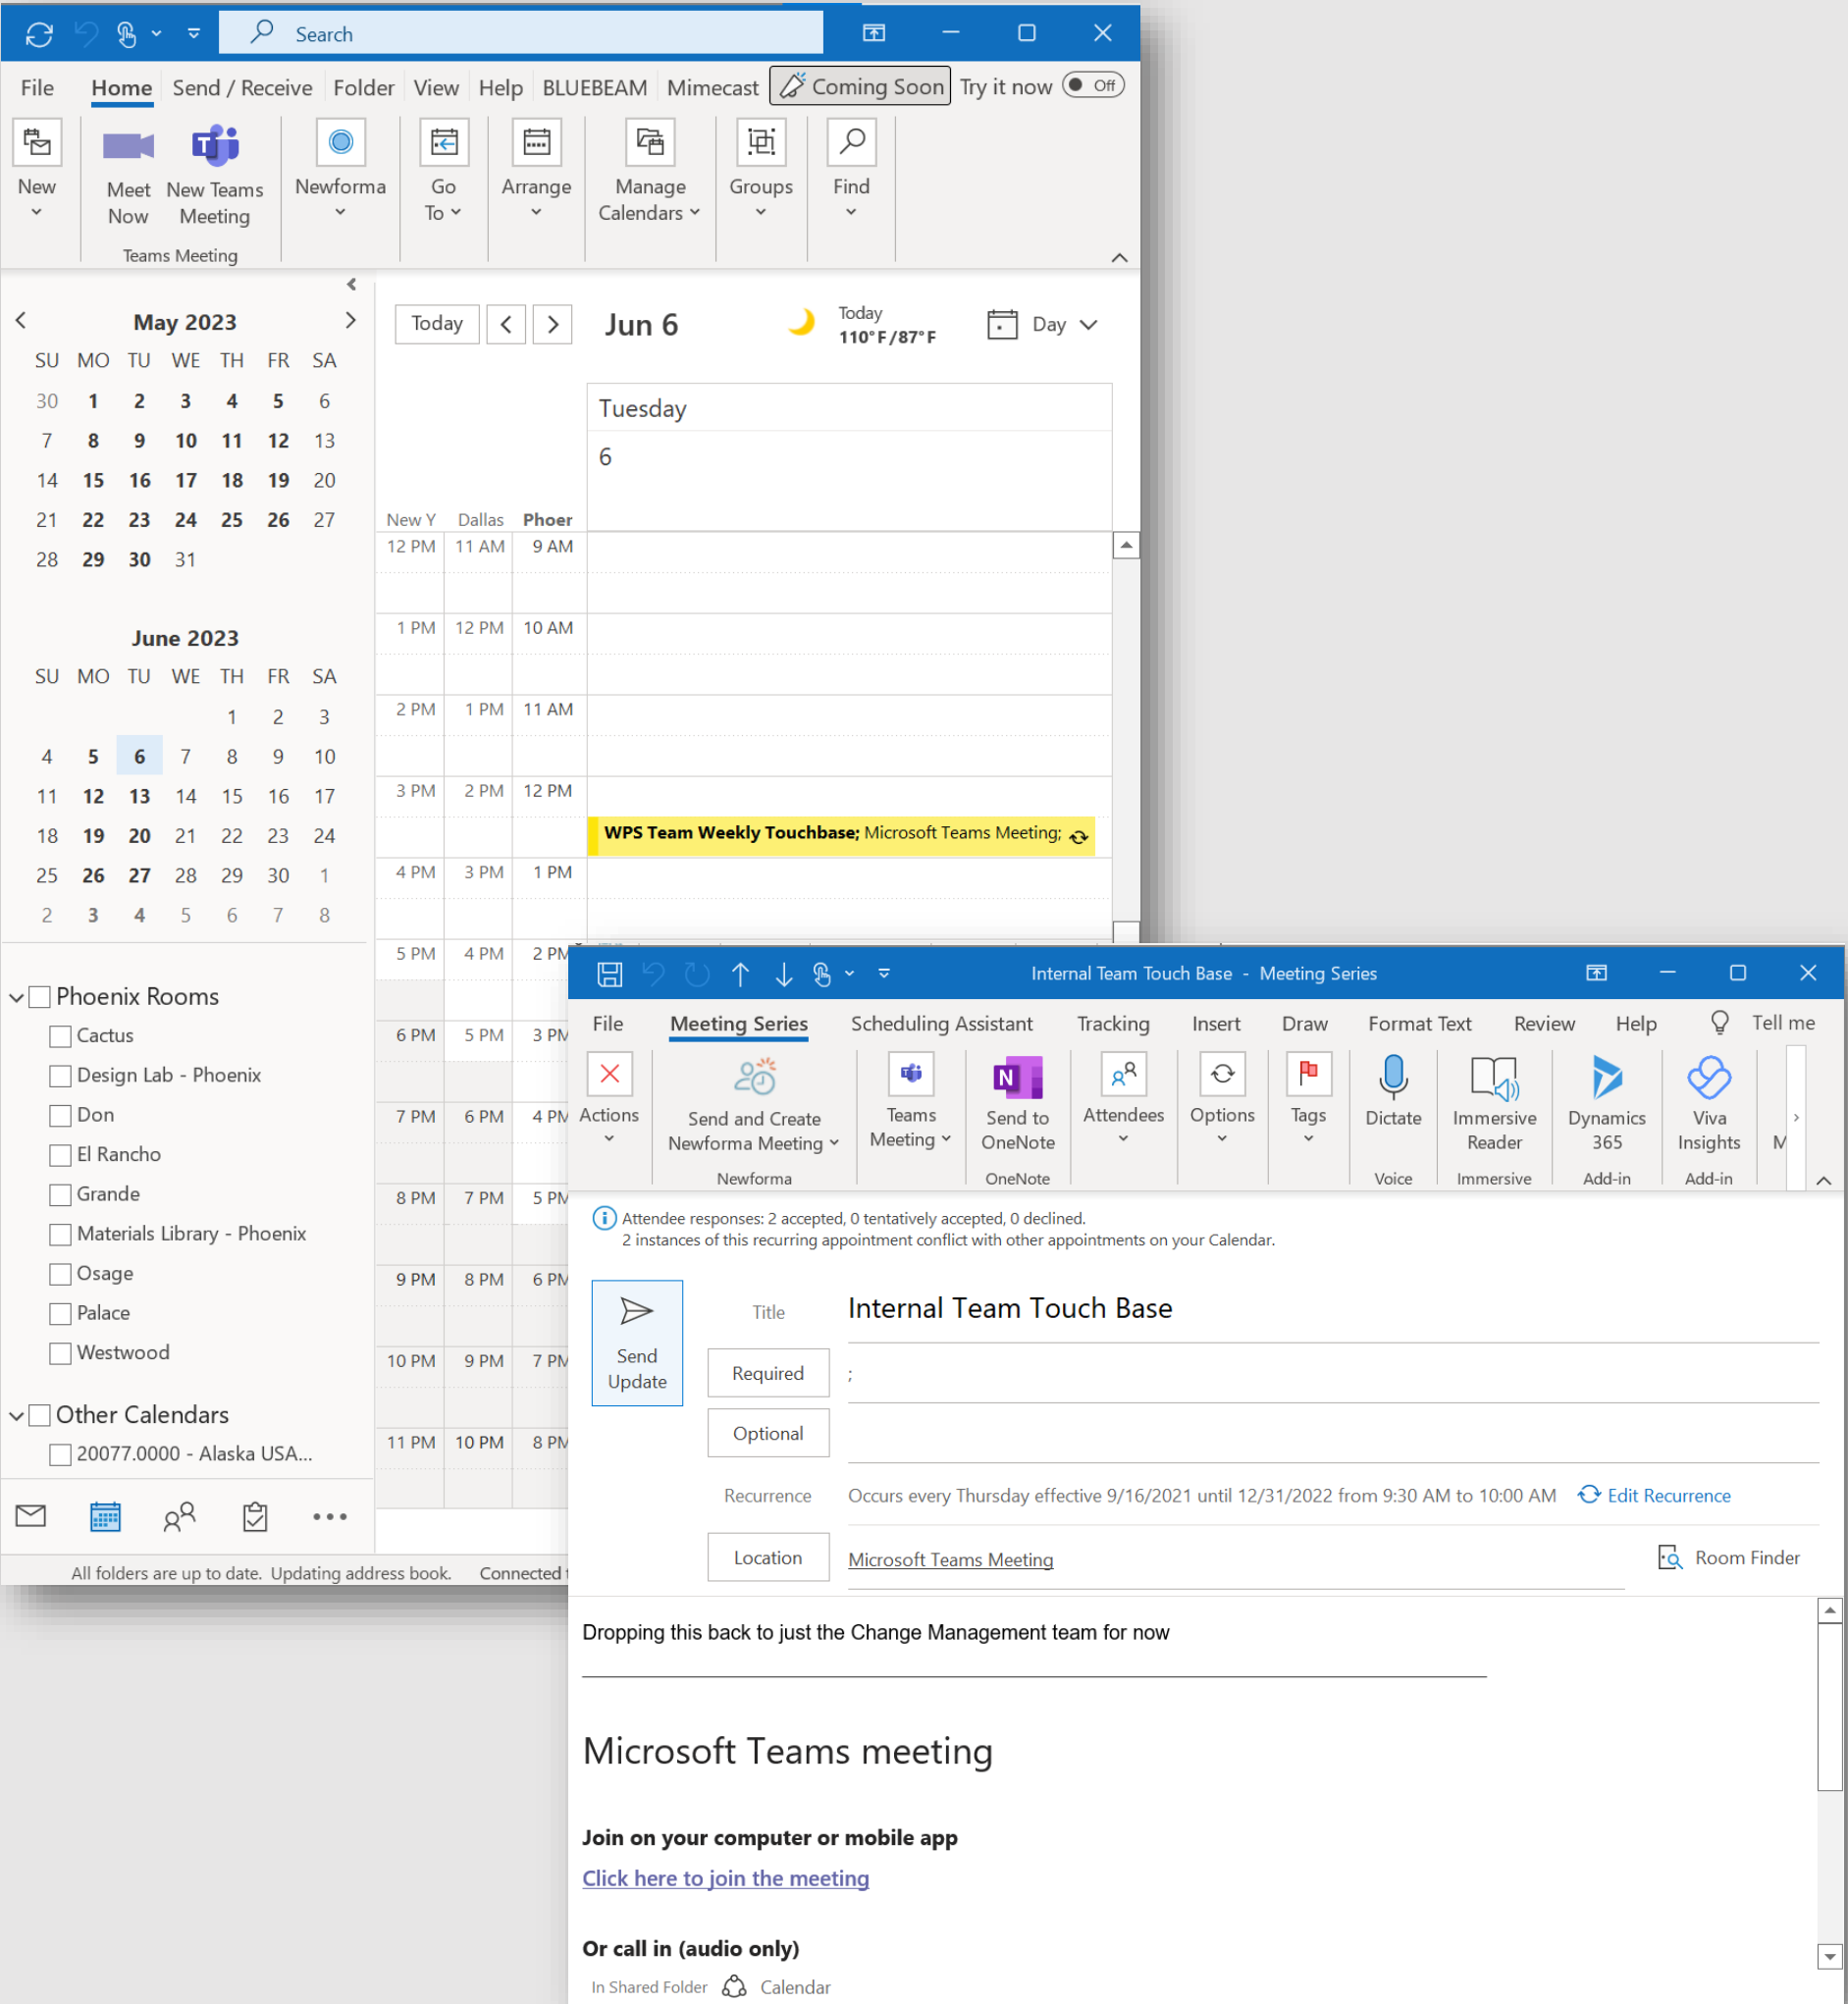 Search
File Home Send / Receive Folder View Help BLUEBEAM Mimecast Coming Soon Try it now Off
New
Meet Now
New Teams Meeting
Teams Meeting
Newforma
Go To
Arrange
Manage Calendars
Groups
Find
May 2023
SU MO TU WE TH FR SA
30 1 2 3 4 5 6
7 8 9 10 11 12 13
14 15 16 17 18 19 20
21 22 23 24 25 26 27
28 29 30 31
June 2023
SU MO TU WE TH FR SA
1 2 3
4 5 6 7 8 9 10
11 12 13 14 15 16 17
18 19 20 21 22 23 24
25 26 27 28 29 30 1
2 3 4 5 6 7 8
Phoenix Rooms
Cactus
Design Lab - Phoenix
Don
El Rancho
Grande
Materials Library - Phoenix
Osage
Palace
Westwood
Other Calendars
20077.0000 - Alaska USA...
All folders are up to date. Updating address book. Connected
Today
Jun 6
Today
110°F/87°F
Day
Tuesday
6
New Y Dallas Phoer
12 PM 11 AM 9 AM
1 PM 12 PM 10 AM
2 PM 1 PM 11 AM
3 PM 2 PM 12 PM
WPS Team Weekly Touchbase; Microsoft Teams Meeting;
4 PM 3 PM 1 PM
5 PM 4 PM 2 PM
6 PM 5 PM 3 PM
7 PM 6 PM 4 PM
8 PM 7 PM 5 PM
9 PM 8 PM 6 PM
10 PM 9 PM 7 PM
11 PM 10 PM 8 PM
Internal Team Touch Base - Meeting Series
File Meeting Series Scheduling Assistant Tracking Insert Draw Format Text Review Help Tell me
Actions
Send and Create
Newforma Meeting
Newforma
Teams
Meeting
N
Send to
OneNote
OneNote
Attendees
Options
Tags
Dictate
Voice
Immersive
Reader
Immersive
Dynamics
365
Add-in
Viva
Insights
Add-in
M
Attendee responses: 2 accepted, 0 tentatively accepted, 0 declined.
2 instances of this recurring appointment conflict with other appointments on your Calendar.
Send
Update
Title Internal Team Touch Base
Required ;
Optional
Recurrence Occurs every Thursday effective 9/16/2021 until 12/31/2022 from 9:30 AM to 10:00 AM Edit Recurrence
Location Microsoft Teams Meeting Room Finder
Dropping this back to just the Change Management team for now
Microsoft Teams meeting
Join on your computer or mobile app
Click here to join the meeting
Or call in (audio only)
In Shared Folder Calendar